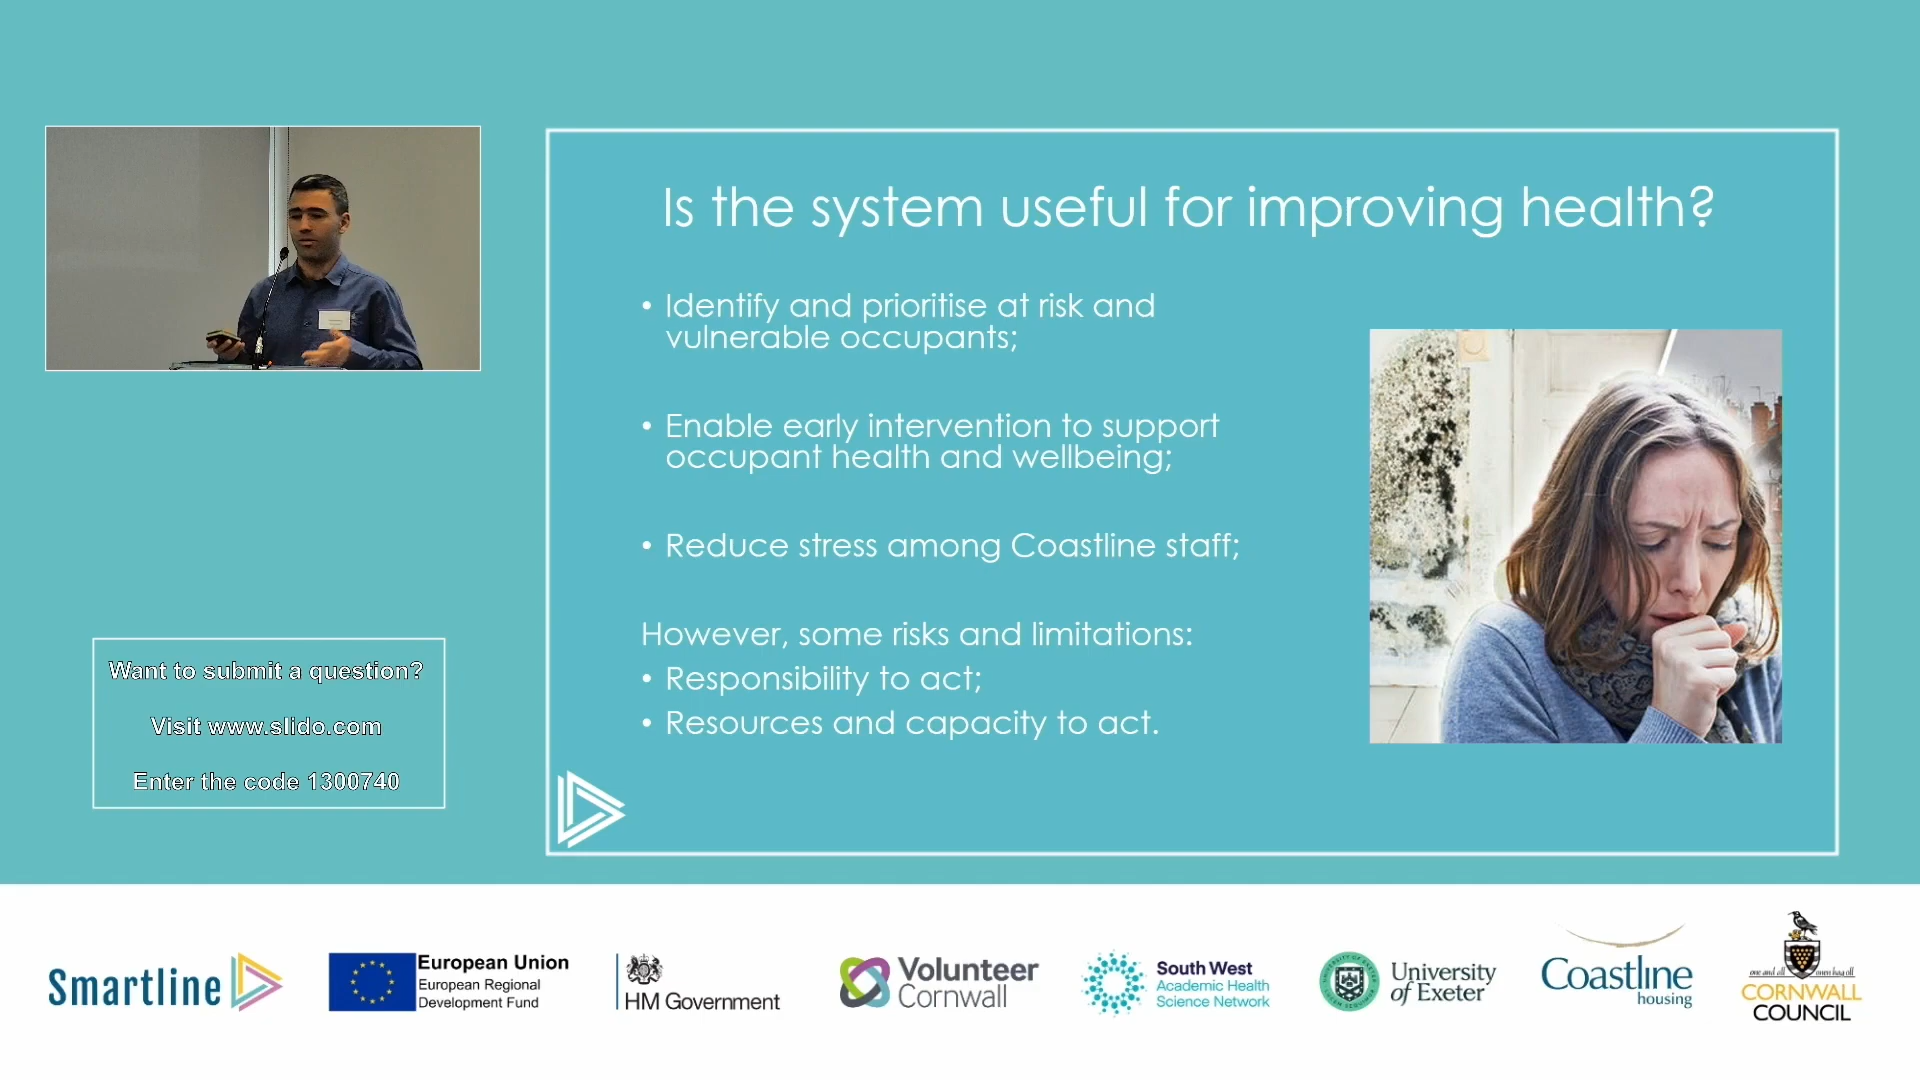 Is the system useful for improving health?
• Identify and prioritise at risk and
vulnerable occupants;
• Enable early intervention to support
occupant health and wellbeing;
• Reduce stress among Coastline staff;
However, some risks and limitations:
• Responsibility to act;
• Resources and capacity to act.
Want to submit a question?
Visit www.slido.com
Enter the code 1300740
Smartline
European Union
European Regional
Development Fund
HM Government
Volunteer
Cornwall
South West
Academic Health
Science Network
University
of Exeter
Coastline
housing
one and all
CORNWALL
COUNCIL